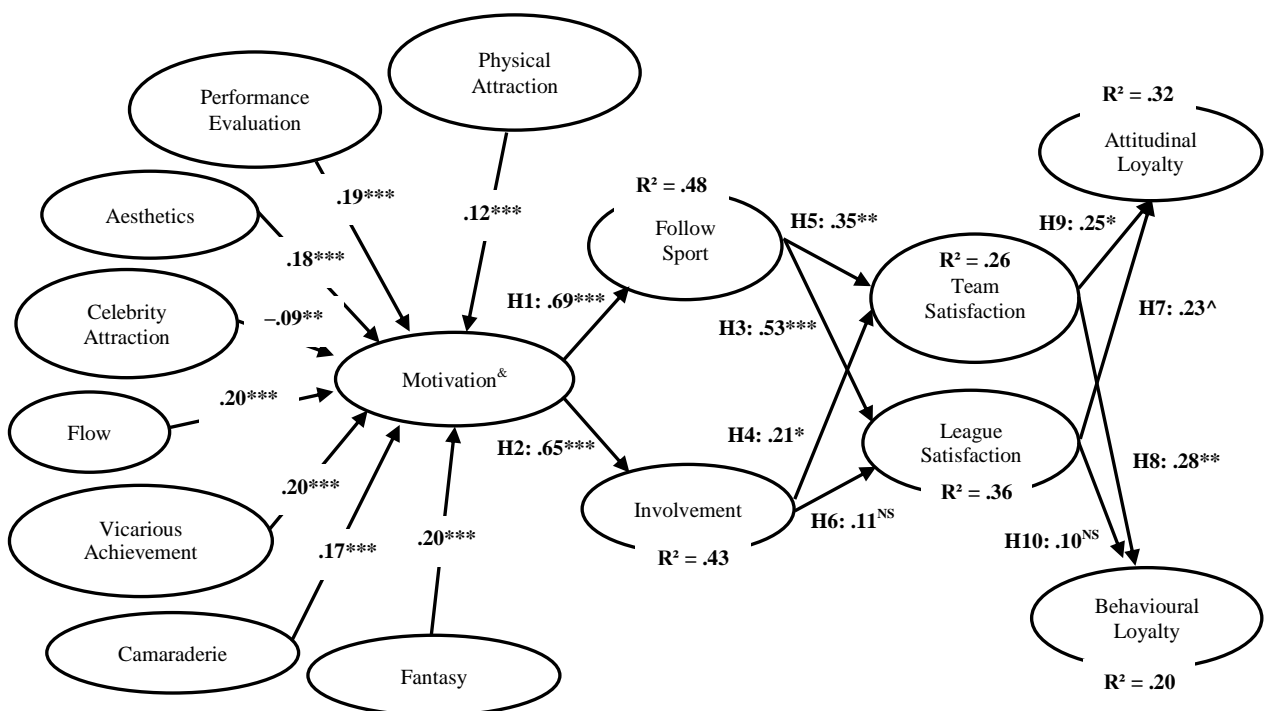 Physical
Attraction
Performance
Evaluation
R² = .32
Attitudinal
Loyalty
Aesthetics
.19***
.12***
R² = .48
Follow
Sport
H5: .35**
H9: .25*
.18***
R² = .26
Team
Satisfaction
Celebrity
Attraction
–.09**
H1: .69***
H3: .53***
H7: .23^
Motivation&
Flow
.20***
H2: .65***
H4: .21*
League
Satisfaction
R² = .36
H8: .28**
Vicarious
Achievement
.20***
.20***
.17***
Involvement
R² = .43
H6: .11NS
H10: .10NS
Camaraderie
Fantasy
Behavioural
Loyalty
R² = .20